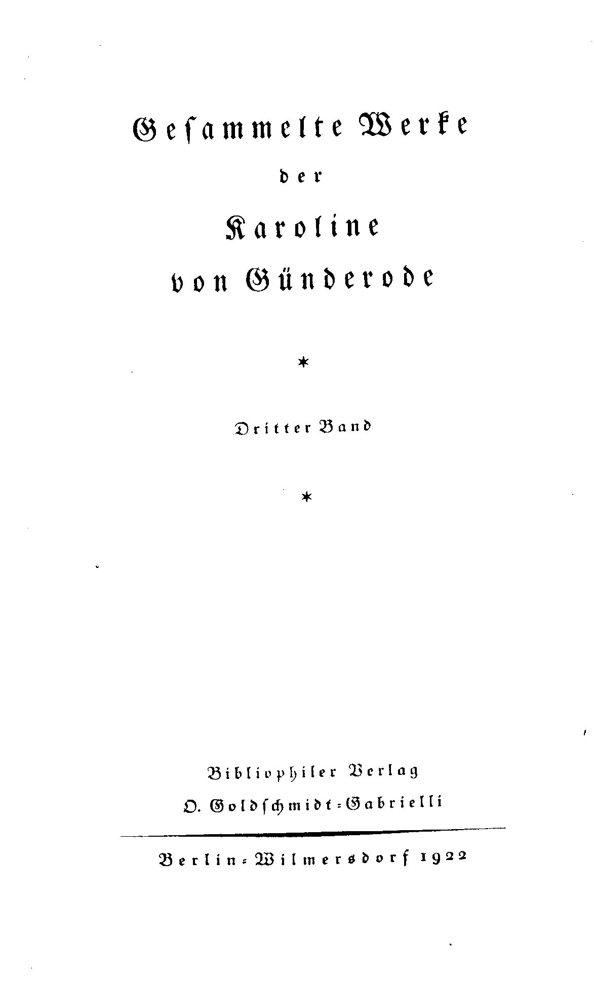 Gesammelte Werke
der
Karoline
von Günderode
*
Dritter Band
*
Bibliophiler Verlag
O. Goldschmidt-Gabrielli
Berlin-Wilmersdorf 1922